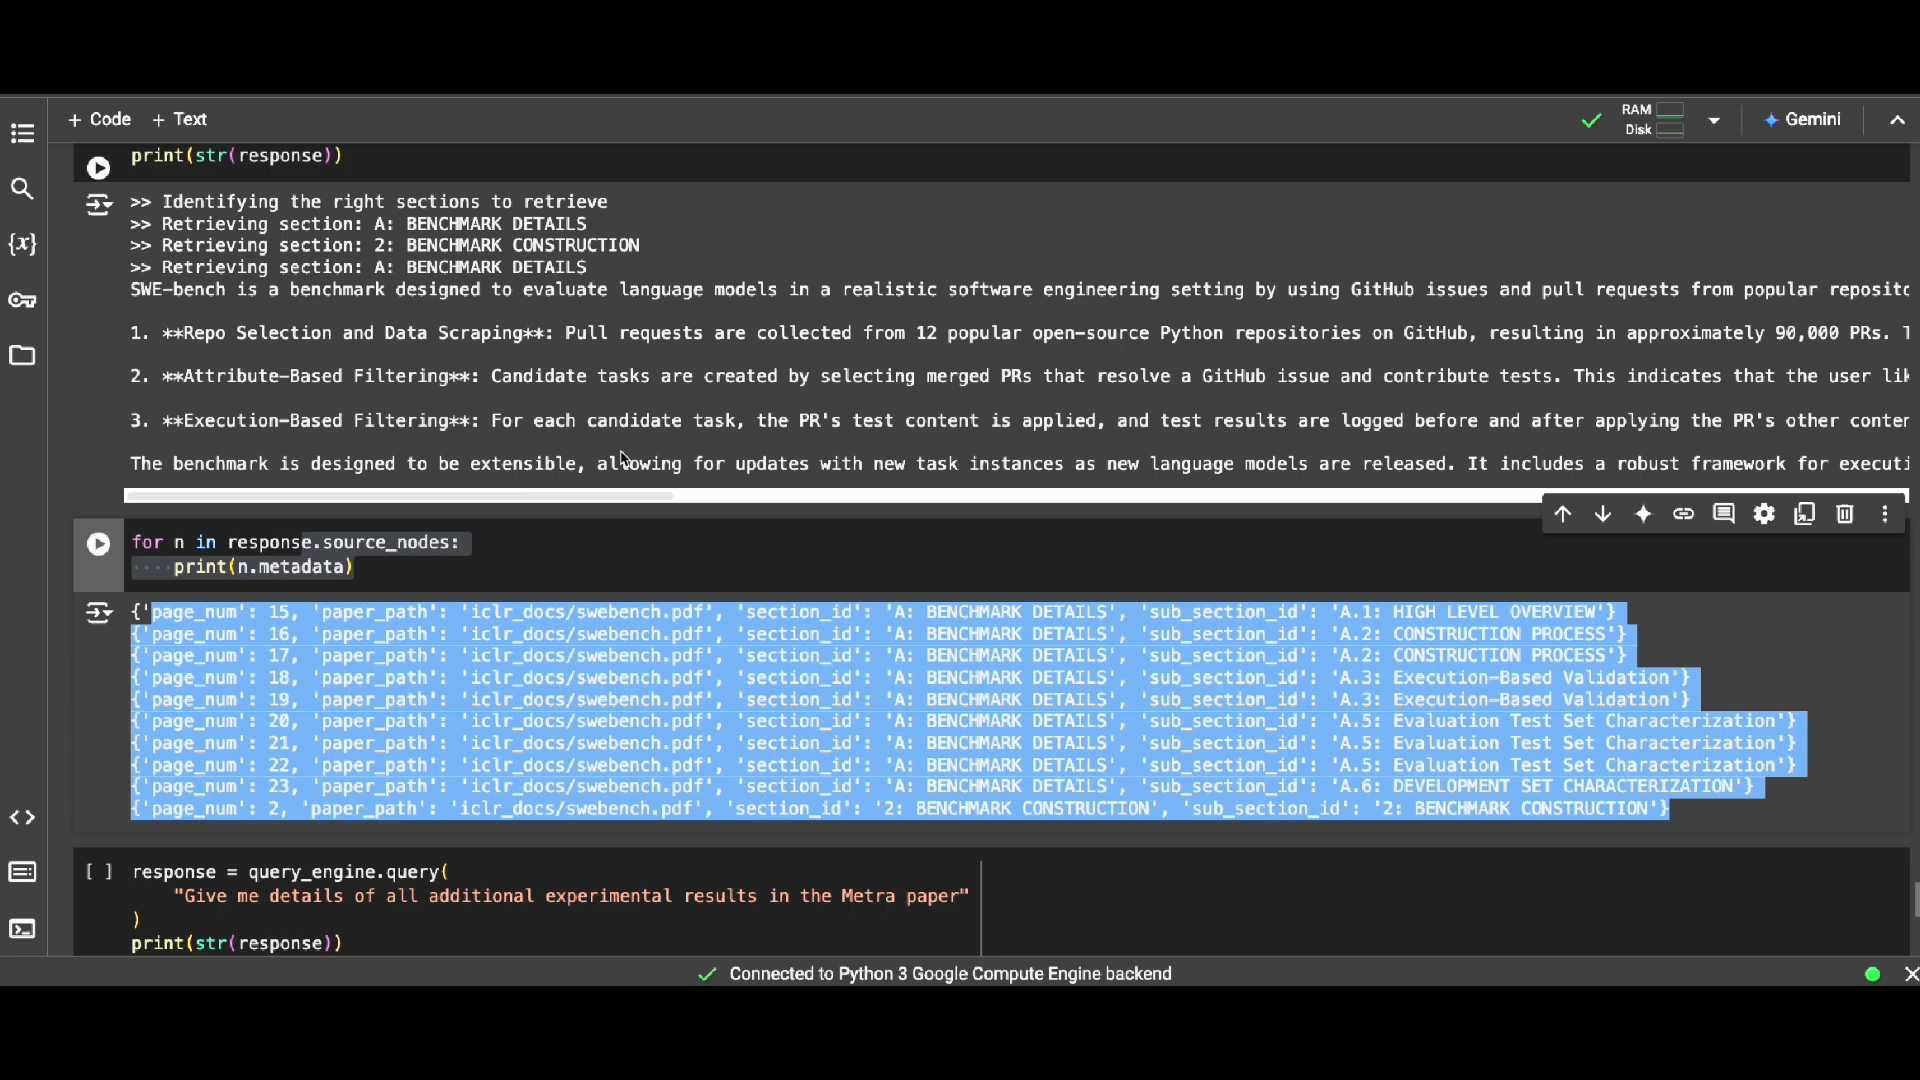 + Code + Text
RAM
Disk
Gemini
print(str(response))
>> Identifying the right sections to retrieve
>> Retrieving section: A: BENCHMARK DETAILS
>> Retrieving section: 2: BENCHMARK CONSTRUCTION
>> Retrieving section: A: BENCHMARK DETAILS
SWE-bench is a benchmark designed to evaluate language models in a realistic software engineering setting by using GitHub issues and pull requests from popular reposito
1. **Repo Selection and Data Scraping**: Pull requests are collected from 12 popular open-source Python repositories on GitHub, resulting in approximately 90,000 PRs. T
2. **Attribute-Based Filtering**: Candidate tasks are created by selecting merged PRs that resolve a GitHub issue and contribute tests. This indicates that the user lik
3. **Execution-Based Filtering**: For each candidate task, the PR's test content is applied, and test results are logged before and after applying the PR's other conten
The benchmark is designed to be extensible, allowing for updates with new task instances as new language models are released. It includes a robust framework for executi
for n in response.source_nodes:
print(n.metadata)
{'page_num': 15, 'paper_path': 'iclr_docs/swebench.pdf', 'section_id': 'A: BENCHMARK DETAILS', 'sub_section_id': 'A.1: HIGH LEVEL OVERVIEW'}
{'page_num': 16, 'paper_path': 'iclr_docs/swebench.pdf', 'section_id': 'A: BENCHMARK DETAILS', 'sub_section_id': 'A.2: CONSTRUCTION PROCESS'}
{'page_num': 17, 'paper_path': 'iclr_docs/swebench.pdf', 'section_id': 'A: BENCHMARK DETAILS', 'sub_section_id': 'A.2: CONSTRUCTION PROCESS'}
{'page_num': 18, 'paper_path': 'iclr_docs/swebench.pdf', 'section_id': 'A: BENCHMARK DETAILS', 'sub_section_id': 'A.3: Execution-Based Validation'}
{'page_num': 19, 'paper_path': 'iclr_docs/swebench.pdf', 'section_id': 'A: BENCHMARK DETAILS', 'sub_section_id': 'A.3: Execution-Based Validation'}
{'page_num': 20, 'paper_path': 'iclr_docs/swebench.pdf', 'section_id': 'A: BENCHMARK DETAILS', 'sub_section_id': 'A.5: Evaluation Test Set Characterization'}
{'page_num': 21, 'paper_path': 'iclr_docs/swebench.pdf', 'section_id': 'A: BENCHMARK DETAILS', 'sub_section_id': 'A.5: Evaluation Test Set Characterization'}
{'page_num': 22, 'paper_path': 'iclr_docs/swebench.pdf', 'section_id': 'A: BENCHMARK DETAILS', 'sub_section_id': 'A.5: Evaluation Test Set Characterization'}
{'page_num': 23, 'paper_path': 'iclr_docs/swebench.pdf', 'section_id': 'A: BENCHMARK DETAILS', 'sub_section_id': 'A.6: DEVELOPMENT SET CHARACTERIZATION'}
{'page_num': 2, 'paper_path': 'iclr_docs/swebench.pdf', 'section_id': '2: BENCHMARK CONSTRUCTION', 'sub_section_id': '2: BENCHMARK CONSTRUCTION'}
[ ] response = query_engine.query(
"Give me details of all additional experimental results in the Metra paper"
)
print(str(response))
Connected to Python 3 Google Compute Engine backend